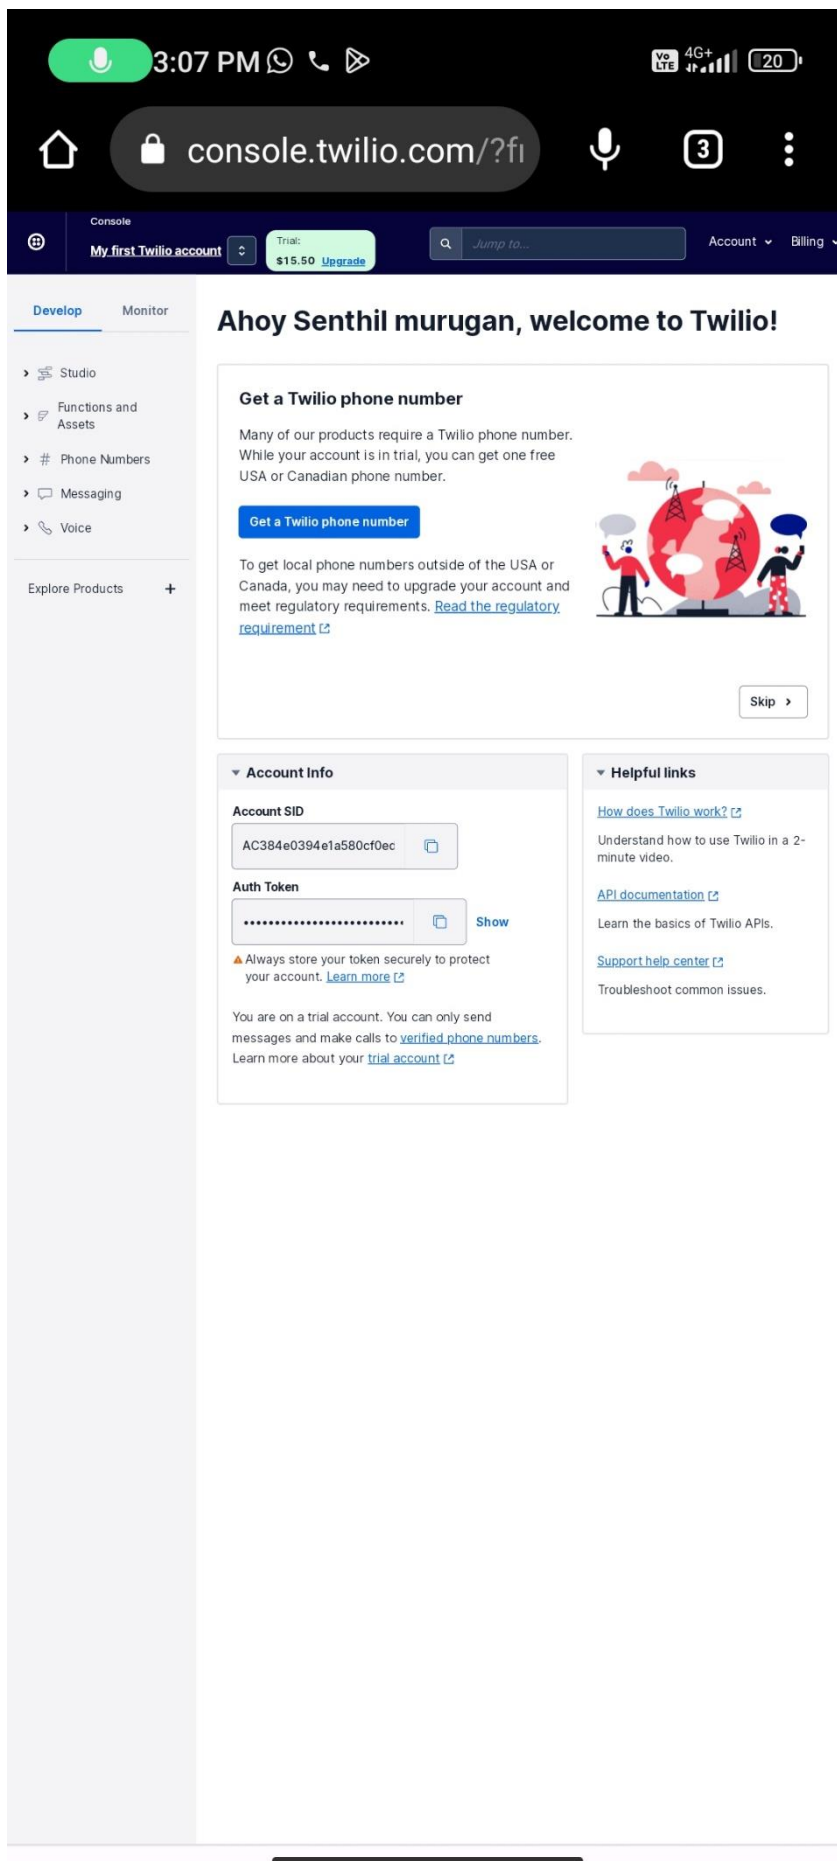 3:07 PM
Vo LTE 4G+ 20
console.twilio.com/?fi
3
Console
My first Twilio account
Trial:
$15.50 Upgrade
Jump to...
Account
Billing
Develop
Monitor
Ahoy Senthil murugan, welcome to Twilio!
Studio
Functions and
Assets
# Phone Numbers
Messaging
Voice
Explore Products +
Get a Twilio phone number
Many of our products require a Twilio phone number.
While your account is in trial, you can get one free
USA or Canadian phone number.
Get a Twilio phone number
To get local phone numbers outside of the USA or
Canada, you may need to upgrade your account and
meet regulatory requirements. Read the regulatory
requirement
Skip
Account Info
Account SID
AC384e0394e1a580cf0ec
Auth Token
••••••••••••••••••••••••••
Show
Always store your token securely to protect
your account. Learn more
You are on a trial account. You can only send
messages and make calls to verified phone numbers.
Learn more about your trial account
Helpful links
How does Twilio work?
Understand how to use Twilio in a 2-
minute video.
API documentation
Learn the basics of Twilio APIs.
Support help center
Troubleshoot common issues.